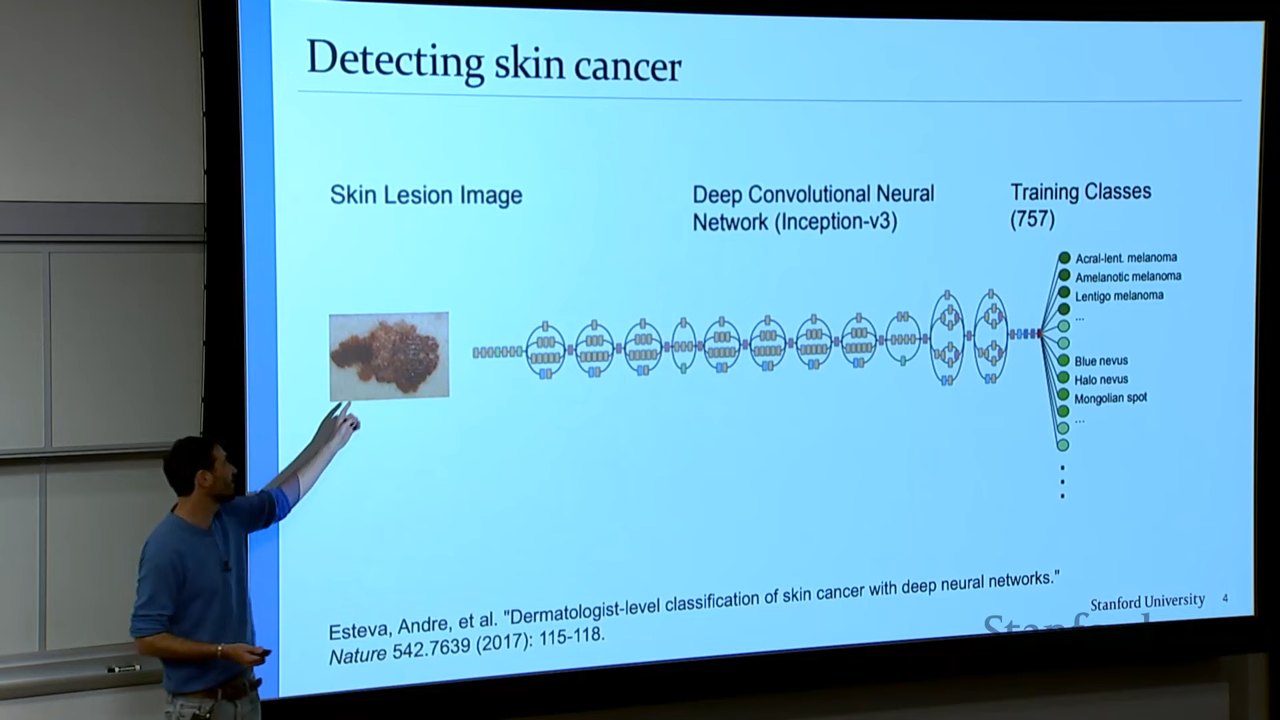 Detecting skin cancer
Skin Lesion Image
Deep Convolutional Neural
Network (Inception-v3)
Training Classes
(757)
Acral-lent. melanoma
Amelanotic melanoma
Lentigo melanoma
...
Blue nevus
Halo nevus
Mongolian spot
...
Esteva, Andre, et al. "Dermatologist-level classification of skin cancer with deep neural networks."
Nature 542.7639 (2017): 115-118.
Stanford University 4